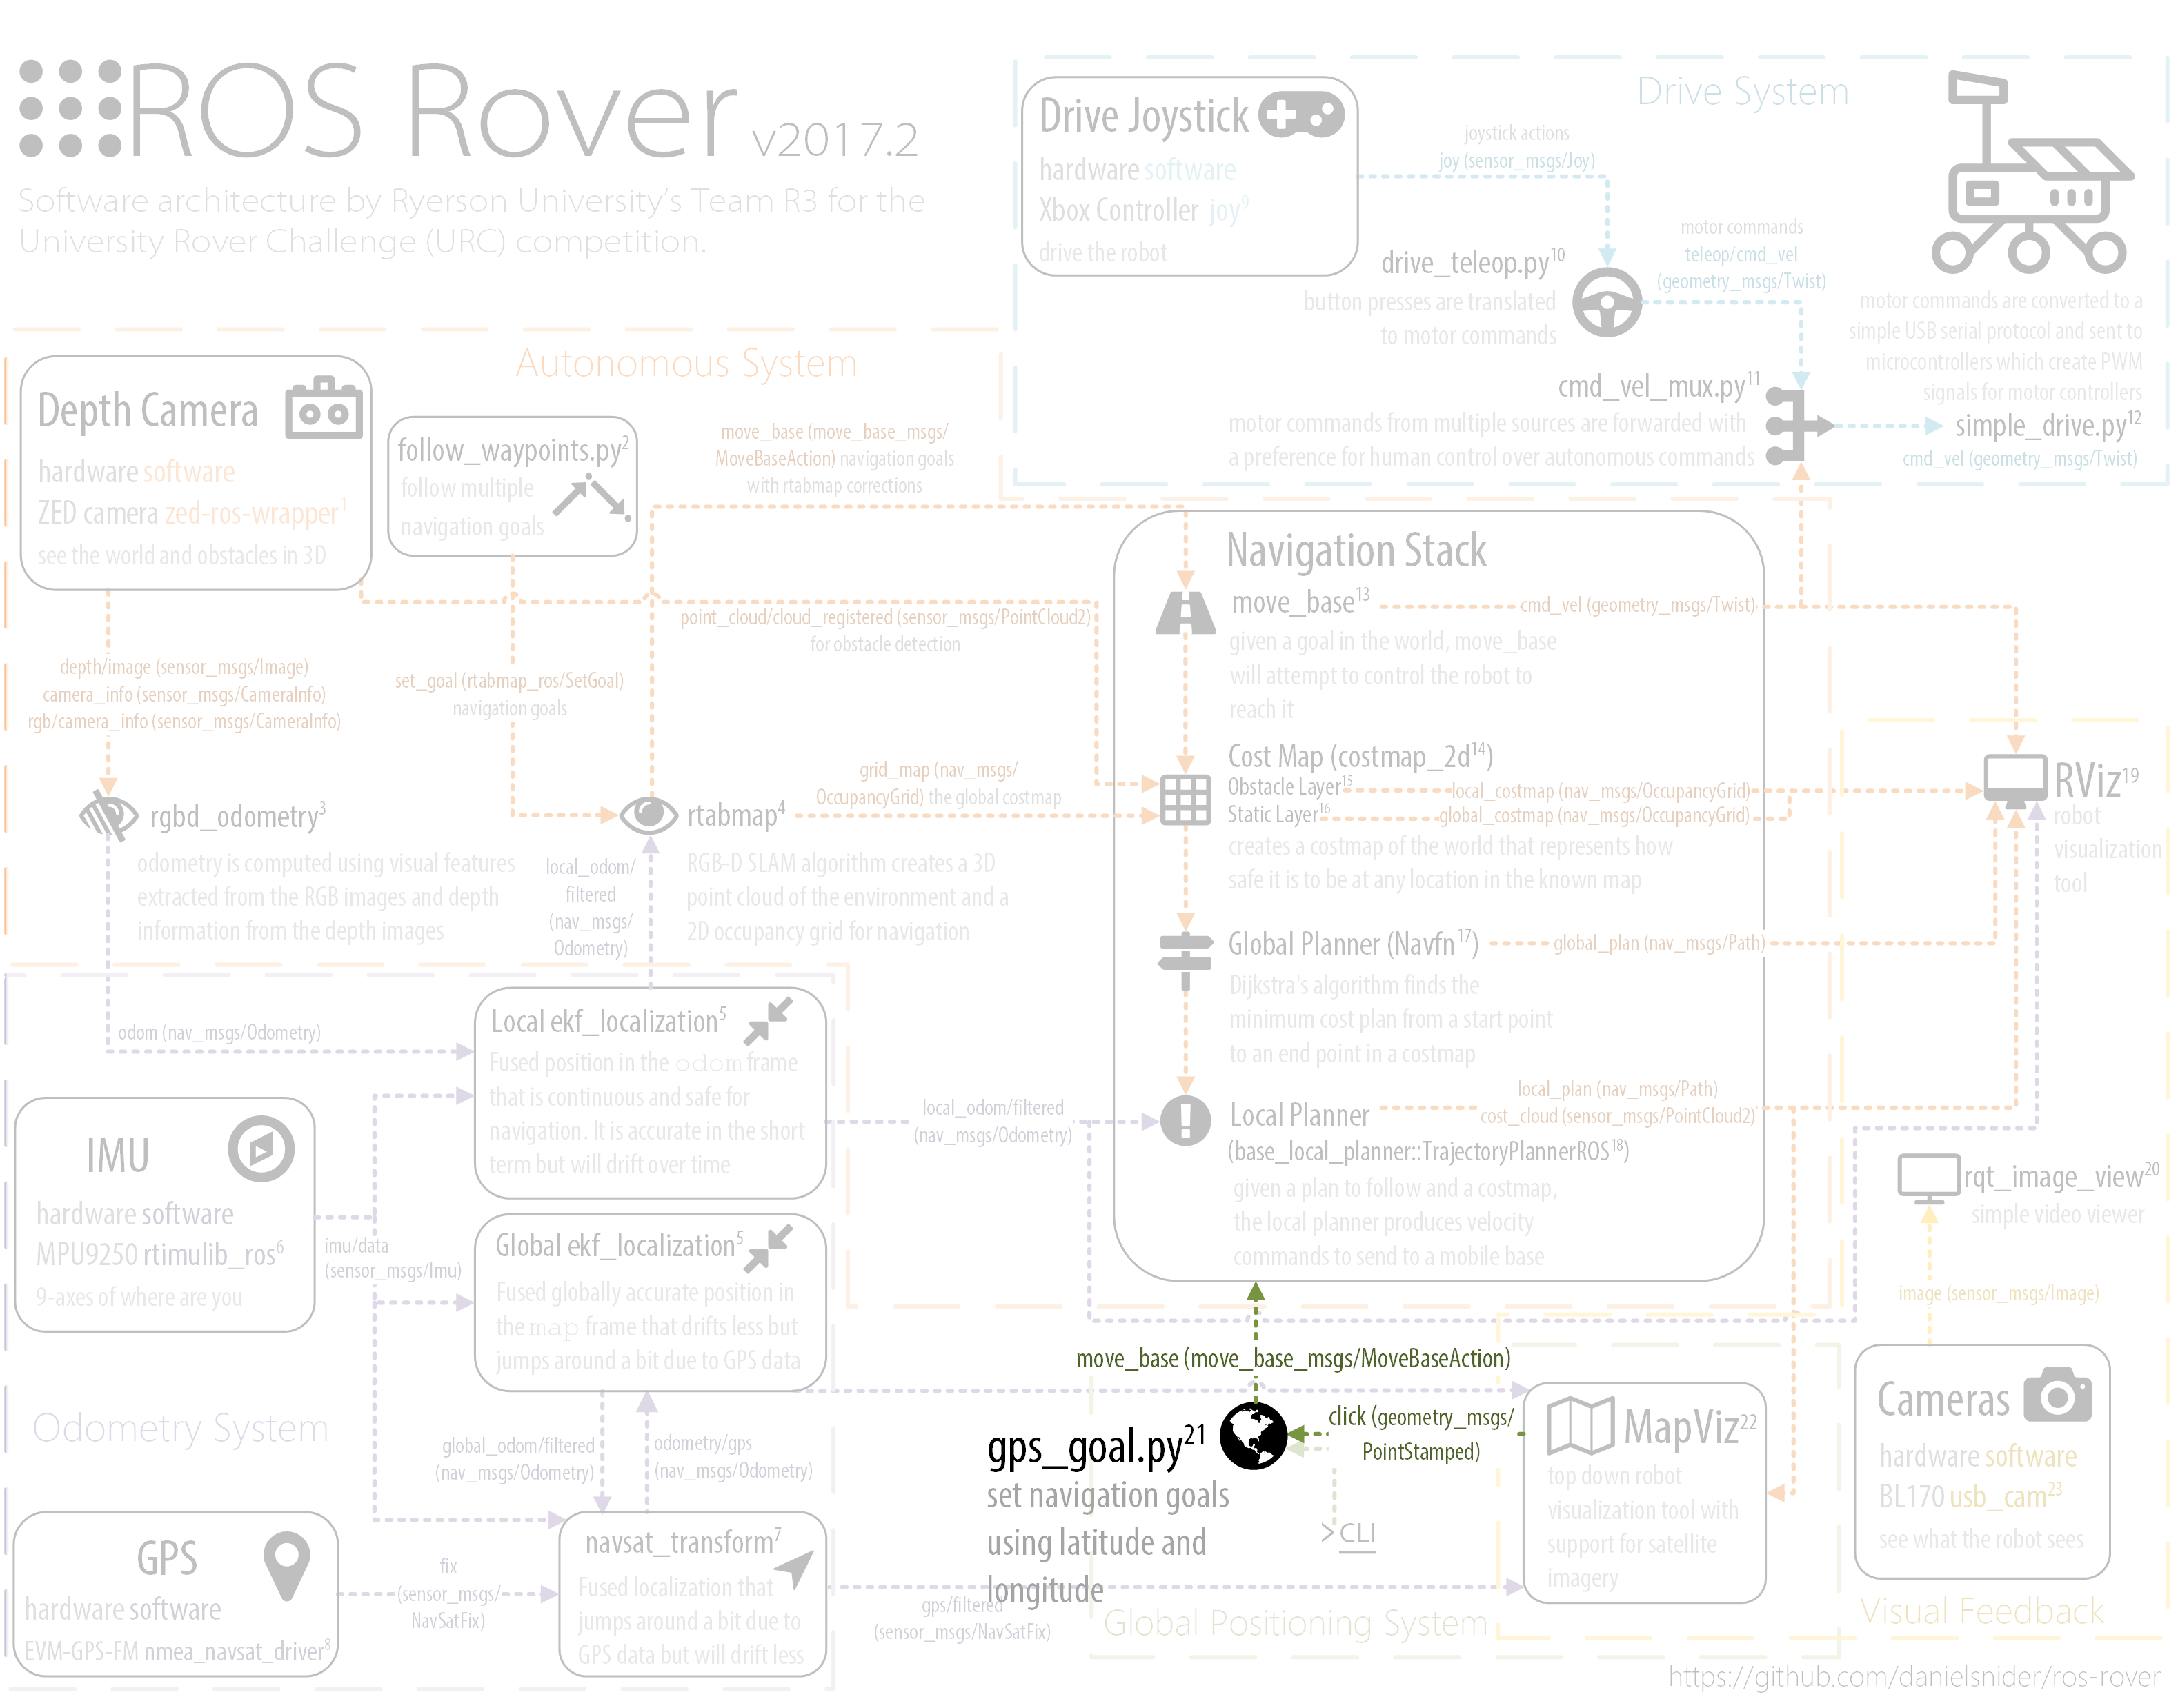 ROS Rover v2017.2
Software architecture by Ryerson University's Team R3 for the
University Rover Challenge (URC) competition.
Drive System
Drive Joystick
hardware software
Xbox Controller joy9
drive the robot
joystick actions
joy (sensor_msgs/Joy)
drive_teleop.py10
button presses are translated
to motor commands
motor commands
teleop/cmd_vel
(geometry_msgs/Twist)
motor commands are converted to a
simple USB serial protocol and sent to
microcontrollers which create PWM
signals for motor controllers
cmd_vel_mux.py11
motor commands from multiple sources are forwarded with
a preference for human control over autonomous commands
simple_drive.py12
cmd_vel (geometry_msgs/Twist)
Autonomous System
Depth Camera
hardware software
ZED camera zed-ros-wrapper1
see the world and obstacles in 3D
follow_waypoints.py2
follow multiple
navigation goals
move_base (move_base_msgs/
MoveBaseAction) navigation goals
with rtabmap corrections
point_cloud/cloud_registered (sensor_msgs/PointCloud2)
for obstacle detection
depth/image (sensor_msgs/Image)
camera_info (sensor_msgs/CameraInfo)
rgb/camera_info (sensor_msgs/CameraInfo)
set_goal (rtabmap_ros/SetGoal)
navigation goals
rgbd_odometry3
odometry is computed using visual features
extracted from the RGB images and depth
information from the depth images
rtabmap4
RGB-D SLAM algorithm creates a 3D
point cloud of the environment and a
2D occupancy grid for navigation
grid_map (nav_msgs/
OccupancyGrid) the global costmap
local_odom/
filtered
(nav_msgs/
Odometry)
Navigation Stack
move_base13
cmd_vel (geometry_msgs/Twist)
given a goal in the world, move_base
will attempt to control the robot to
reach it
Cost Map (costmap_2d14)
Obstacle Layer15
local_costmap (nav_msgs/OccupancyGrid)
Static Layer16
global_costmap (nav_msgs/OccupancyGrid)
creates a costmap of the world that represents how
safe it is to be at any location in the known map
Global Planner (Navfn17)
global_plan (nav_msgs/Path)
Dijkstra's algorithm finds the
minimum cost plan from a start point
to an end point in a costmap
Local Planner
local_plan (nav_msgs/Path)
cost_cloud (sensor_msgs/PointCloud2)
(base_local_planner::TrajectoryPlannerROS18)
given a plan to follow and a costmap,
the local planner produces velocity
commands to send to a mobile base
RViz19
robot
visualization
tool
rqt_image_view20
simple video viewer
image (sensor_msgs/Image)
Cameras
hardware software
BL170 usb_cam23
see what the robot sees
Visual Feedback
odom (nav_msgs/Odometry)
Local ekf_localization5
Fused position in the odom frame
that is continuous and safe for
navigation. It is accurate in the short
term but will drift over time
local_odom/filtered
(nav_msgs/Odometry)
IMU
hardware software
MPU9250 rtimulib_ros6
9-axes of where are you
imu/data
(sensor_msgs/Imu)
Global ekf_localization5
Fused globally accurate position in
the map frame that drifts less but
jumps around a bit due to GPS data
Odometry System
global_odom/filtered
(nav_msgs/Odometry)
odometry/gps
(nav_msgs/Odometry)
GPS
hardware software
EVM-GPS-FM nmea_navsat_driver8
fix
(sensor_msgs/
NavSatFix)
navsat_transform7
Fused localization that
jumps around a bit due to
GPS data but will drift less
gps/filtered
(sensor_msgs/NavSatFix)
move_base (move_base_msgs/MoveBaseAction)
gps_goal.py21
set navigation goals
using latitude and
longitude
click (geometry_msgs/
PointStamped)
>CLI
Global Positioning System
MapViz22
top down robot
visualization tool with
support for satellite
imagery
https://github.com/danielsnider/ros-rover